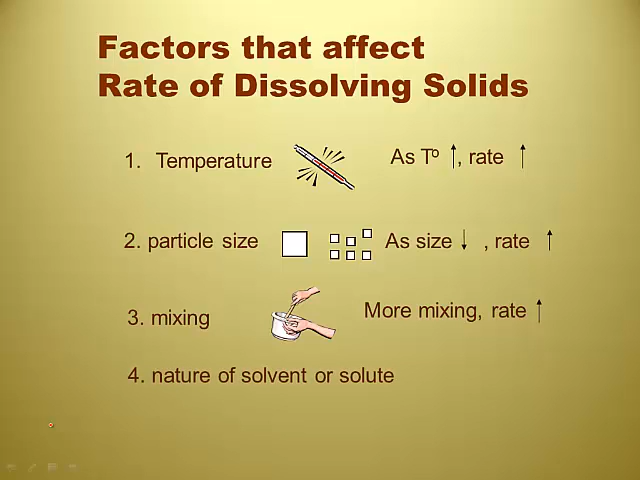 Factors that affect
Rate of Dissolving Solids
1. Temperature As Tº ↑, rate ↑
2. particle size As size ↓ , rate ↑
3. mixing More mixing, rate ↑
4. nature of solvent or solute